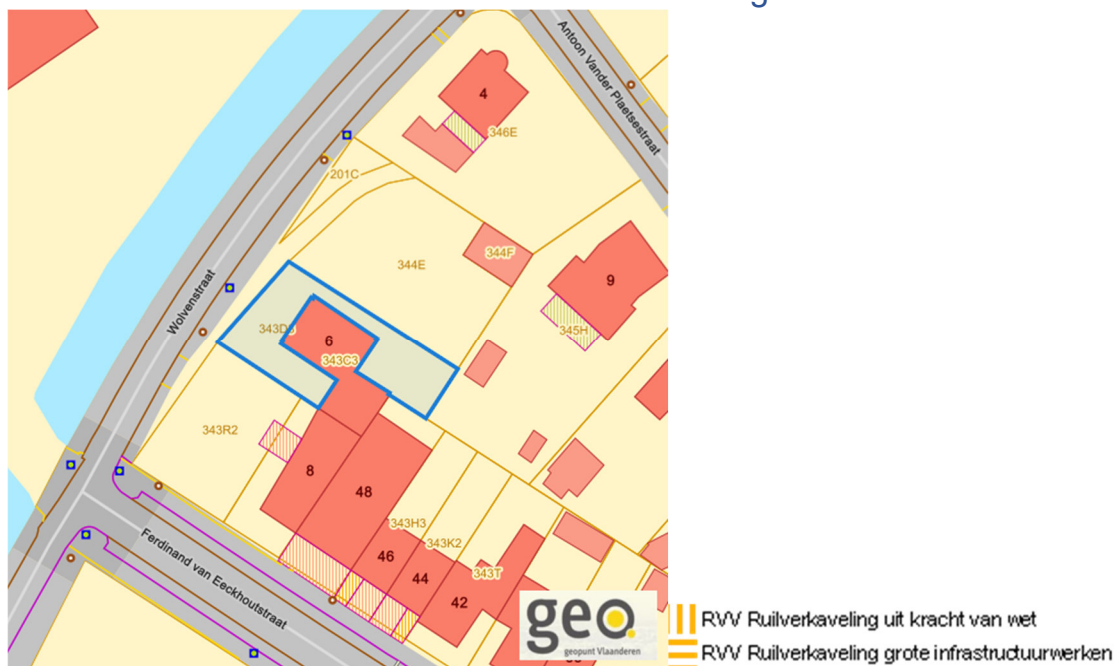 4
346E
Antoon Vander Plaetsestraat
201C
344F
344E
9
345H
Wolvenstraat
6
343C3
343R2
8
48
343H3
343K2
46
44
343T
42
Ferdinand van Eeckhoutstraat
geo
geopunt Vlaanderen
RVV Ruilverkaveling uit kracht van wet
RVV Ruilverkaveling grote infrastructuurwerken